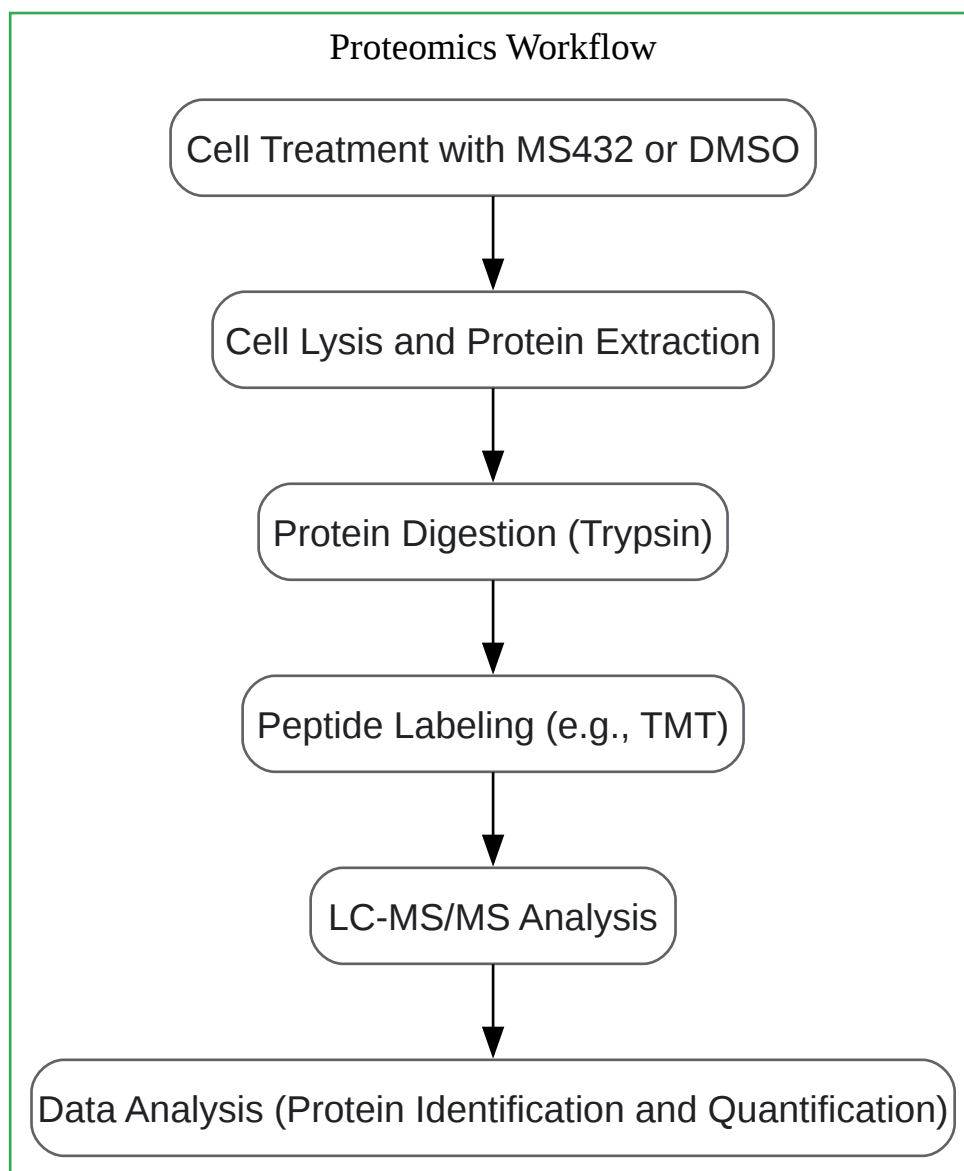 Proteomics Workflow
Cell Treatment with MS432 or DMSO
Cell Lysis and Protein Extraction
Protein Digestion (Trypsin)
Peptide Labeling (e.g., TMT)
LC-MS/MS Analysis
Data Analysis (Protein Identification and Quantification)